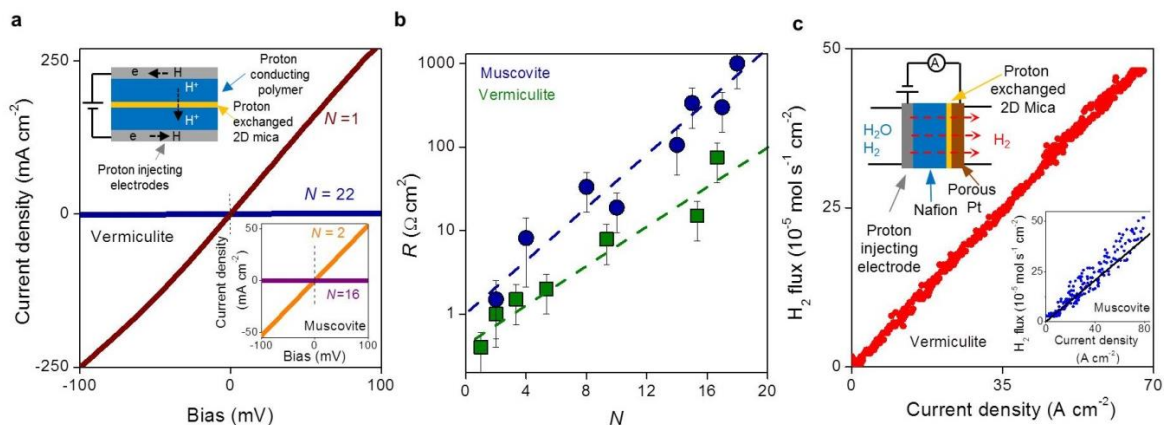 a
Current density (mA cm⁻²)
250
0
-250
-100
0
100
Bias (mV)
e
H
H⁺
H⁺
e
H
Proton
conducting
polymer
Proton
exchanged
2D mica
Proton injecting
electrodes
N = 1
N = 22
Vermiculite
Current density
(mA cm⁻²)
50
0
-50
N = 2
N=16
Muscovite
-100
0
100
Bias (mV)
b
R (Ω cm²)
1000
100
10
1
Muscovite
Vermiculite
0
4
8
12
16
20
N
c
H₂ flux (10⁻⁵ mol s⁻¹ cm⁻²)
50
25
0
A
Proton
exchanged
2D Mica
H₂O
H₂
H₂
Nafion
Porous
Pt
Proton
injecting
electrode
Vermiculite
H₂ flux (10⁻⁵ mol s⁻¹ cm⁻²)
50
25
0
Muscovite
0
40
80
Current density
(A cm⁻²)
0
35
70
Current density (A cm⁻²)